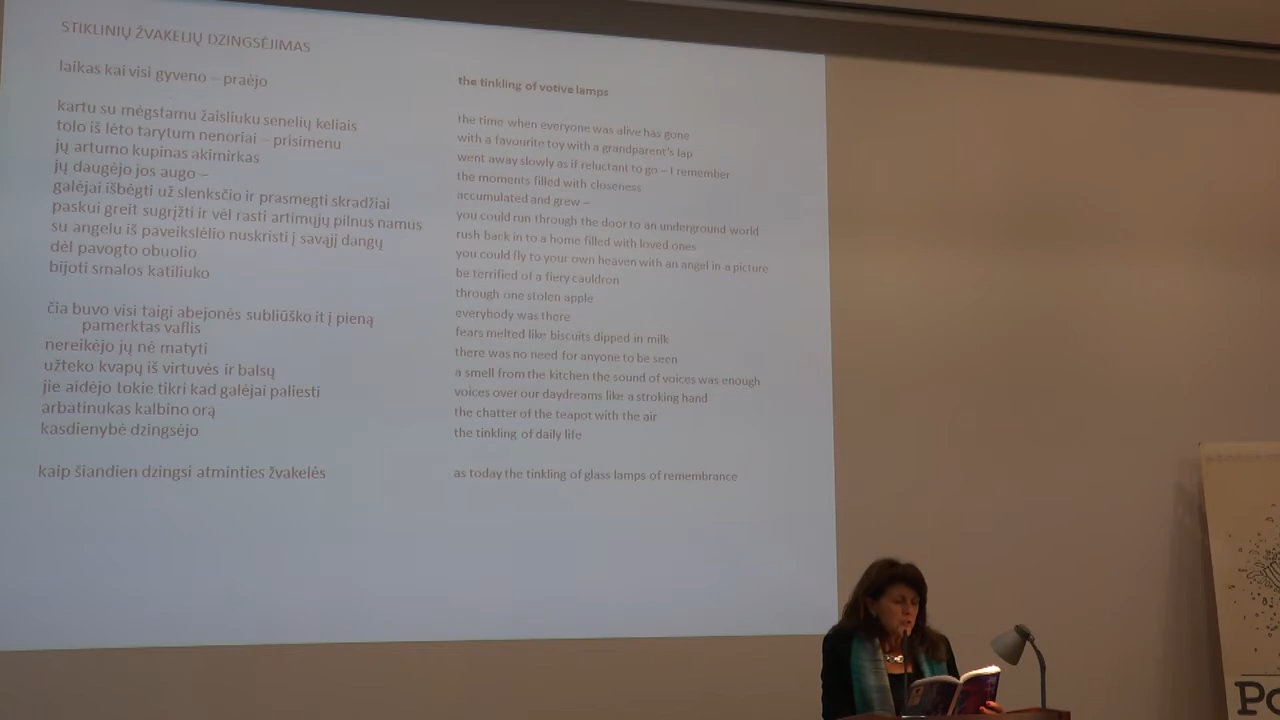 STIKLINIŲ ŽVAKELIŲ DZINGSĖJIMAS
laikas kai visi gyveno – praėjo
kartu su mėgstamu žaisliuku senelių keliais
tolo iš lėto tarytum nenoriai – prisimenu
jų artumo kupinas akimirkas
jų daugėjo jos augo –
galėjai išbėgti už slenksčio ir prasmegti skradžiai
paskui greit sugrįžti ir vėl rasti artimųjų pilnus namus
su angelu iš paveikslėlio nuskristi į savąjį dangų
dėl pavogto obuolio
bijoti smalos katiliuko
čia buvo visi taigi abejonės subliūško it į pieną
pamerktas vaflis
nereikėjo jų nė matyti
užteko kvapų iš virtuvės ir balsų
jie aidėjo tokie tikri kad galėjai paliesti
arbatinukas kalbino orą
kasdienybė dzingsėjo
kaip šiandien dzingsi atminties žvakelės
the tinkling of votive lamps
the time when everyone was alive has gone
with a favourite toy with a grandparent's lap
went away slowly as if reluctant to go – I remember
the moments filled with closeness
accumulated and grew –
you could run through the door to an underground world
rush back in to a home filled with loved ones
you could fly to your own heaven with an angel in a picture
be terrified of a fiery cauldron
through one stolen apple
everybody was there
fears melted like biscuits dipped in milk
there was no need for anyone to be seen
a smell from the kitchen the sound of voices was enough
voices over our daydreams like a stroking hand
the chatter of the teapot with the air
the tinkling of daily life
as today the tinkling of glass lamps of remembrance
Po